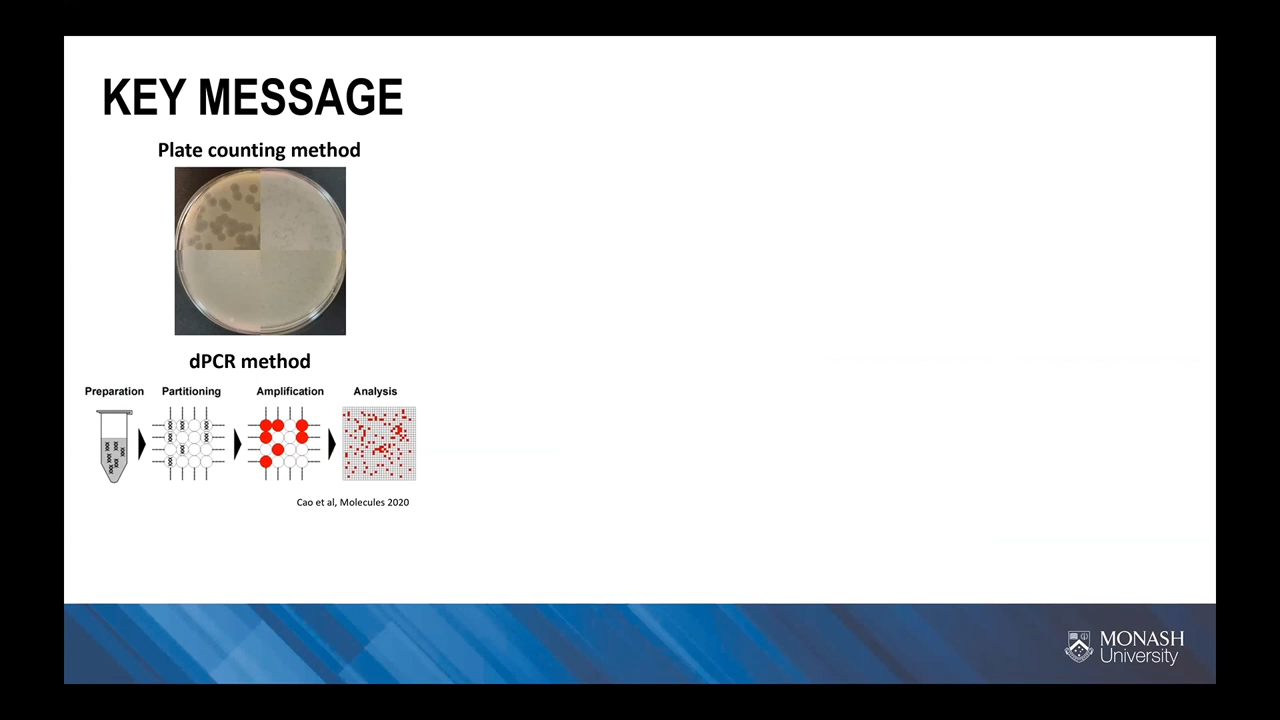 KEY MESSAGE
Plate counting method
dPCR method
Preparation Partitioning Amplification Analysis
Cao et al, Molecules 2020
MONASH
University